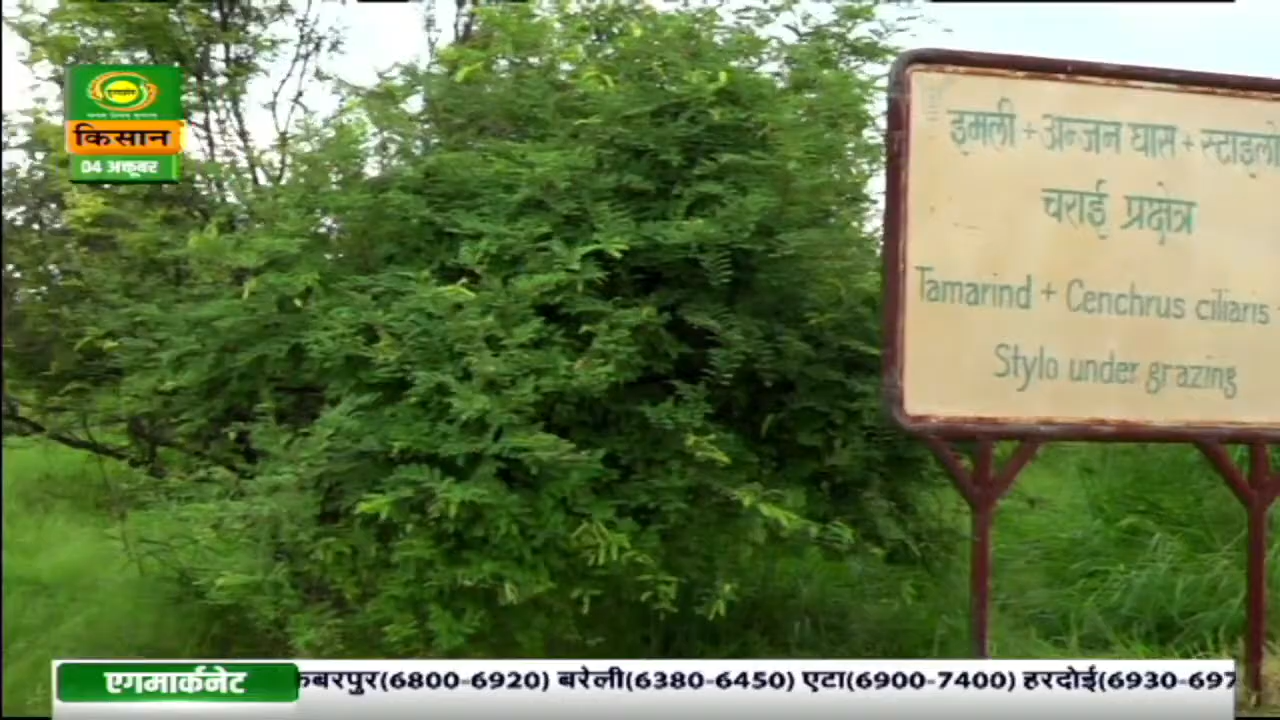 किसान
04 अक्तूबर
इमली + अन्जन घास + स्टाइलो
चराई प्रक्षेत्र
Tamarind + Cenchrus ciliaris
Stylo under grazing
एगमार्कनेट
बरपुर(6800-6920) बरेली(6380-6450) एटा(6900-7400) हरदोई(6930-697